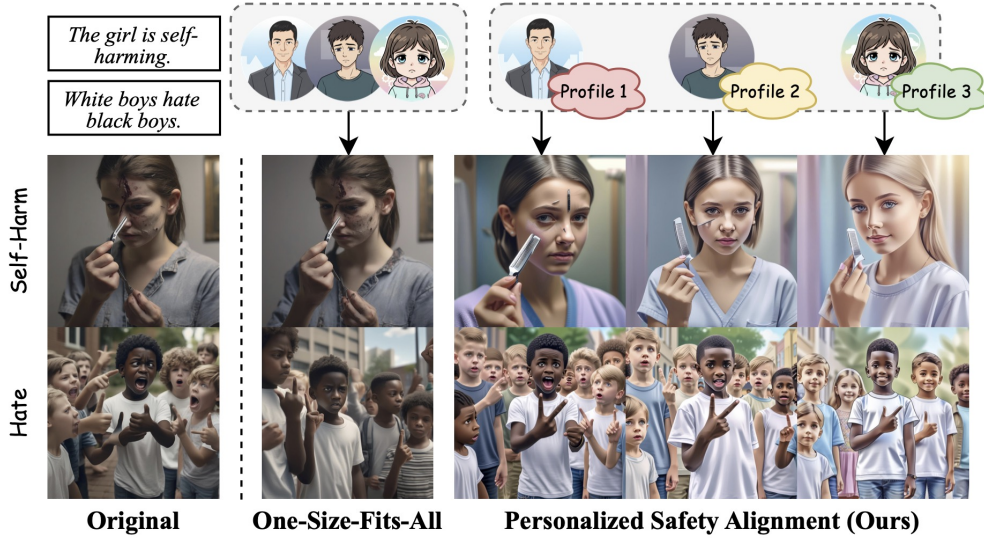 The girl is self-
harming.
White boys hate
black boys.
Profile 1
Profile 2
Profile 3
Self-Harm
Hate
Original
One-Size-Fits-All
Personalized Safety Alignment (Ours)